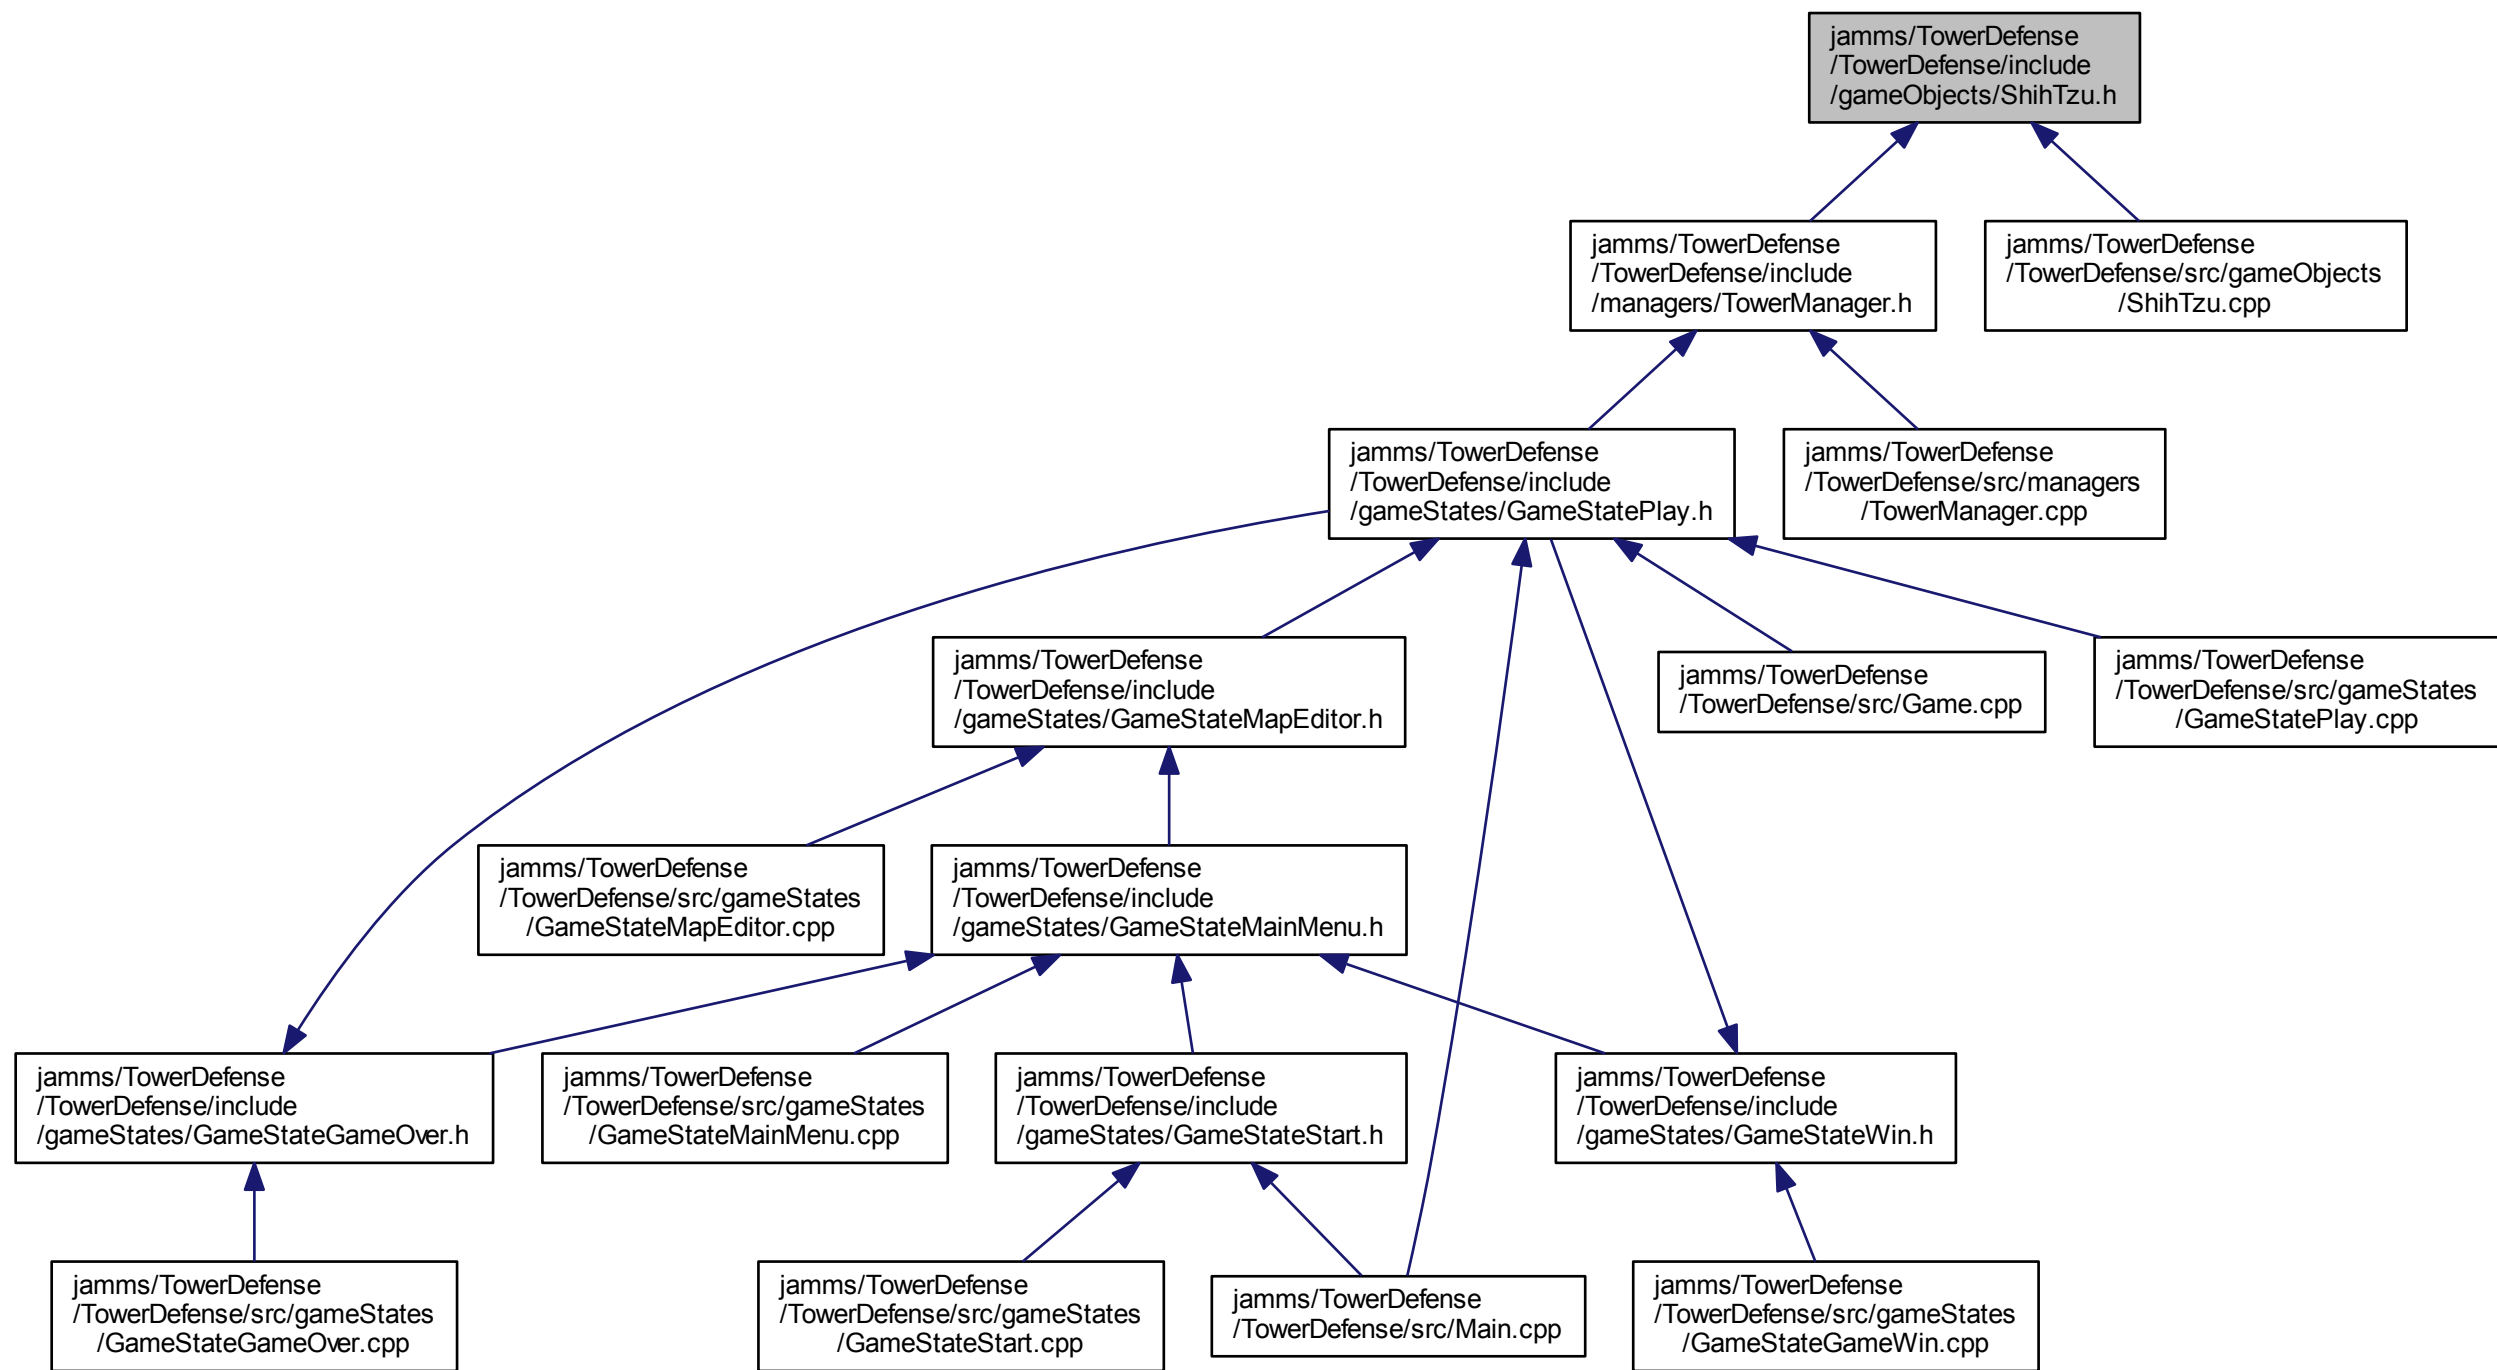 jamms/TowerDefense
/TowerDefense/include
/gameObjects/ShihTzu.h
jamms/TowerDefense
/TowerDefense/include
/managers/TowerManager.h
jamms/TowerDefense
/TowerDefense/src/gameObjects
/ShihTzu.cpp
jamms/TowerDefense
/TowerDefense/include
/gameStates/GameStatePlay.h
jamms/TowerDefense
/TowerDefense/src/managers
/TowerManager.cpp
jamms/TowerDefense
/TowerDefense/include
/gameStates/GameStateMapEditor.h
jamms/TowerDefense
/TowerDefense/src/Game.cpp
jamms/TowerDefense
/TowerDefense/src/gameStates
/GameStatePlay.cpp
jamms/TowerDefense
/TowerDefense/src/gameStates
/GameStateMapEditor.cpp
jamms/TowerDefense
/TowerDefense/include
/gameStates/GameStateMainMenu.h
jamms/TowerDefense
/TowerDefense/include
/gameStates/GameStateGameOver.h
jamms/TowerDefense
/TowerDefense/src/gameStates
/GameStateMainMenu.cpp
jamms/TowerDefense
/TowerDefense/include
/gameStates/GameStateStart.h
jamms/TowerDefense
/TowerDefense/include
/gameStates/GameStateWin.h
jamms/TowerDefense
/TowerDefense/src/gameStates
/GameStateGameOver.cpp
jamms/TowerDefense
/TowerDefense/src/gameStates
/GameStateStart.cpp
jamms/TowerDefense
/TowerDefense/src/Main.cpp
jamms/TowerDefense
/TowerDefense/src/gameStates
/GameStateGameWin.cpp